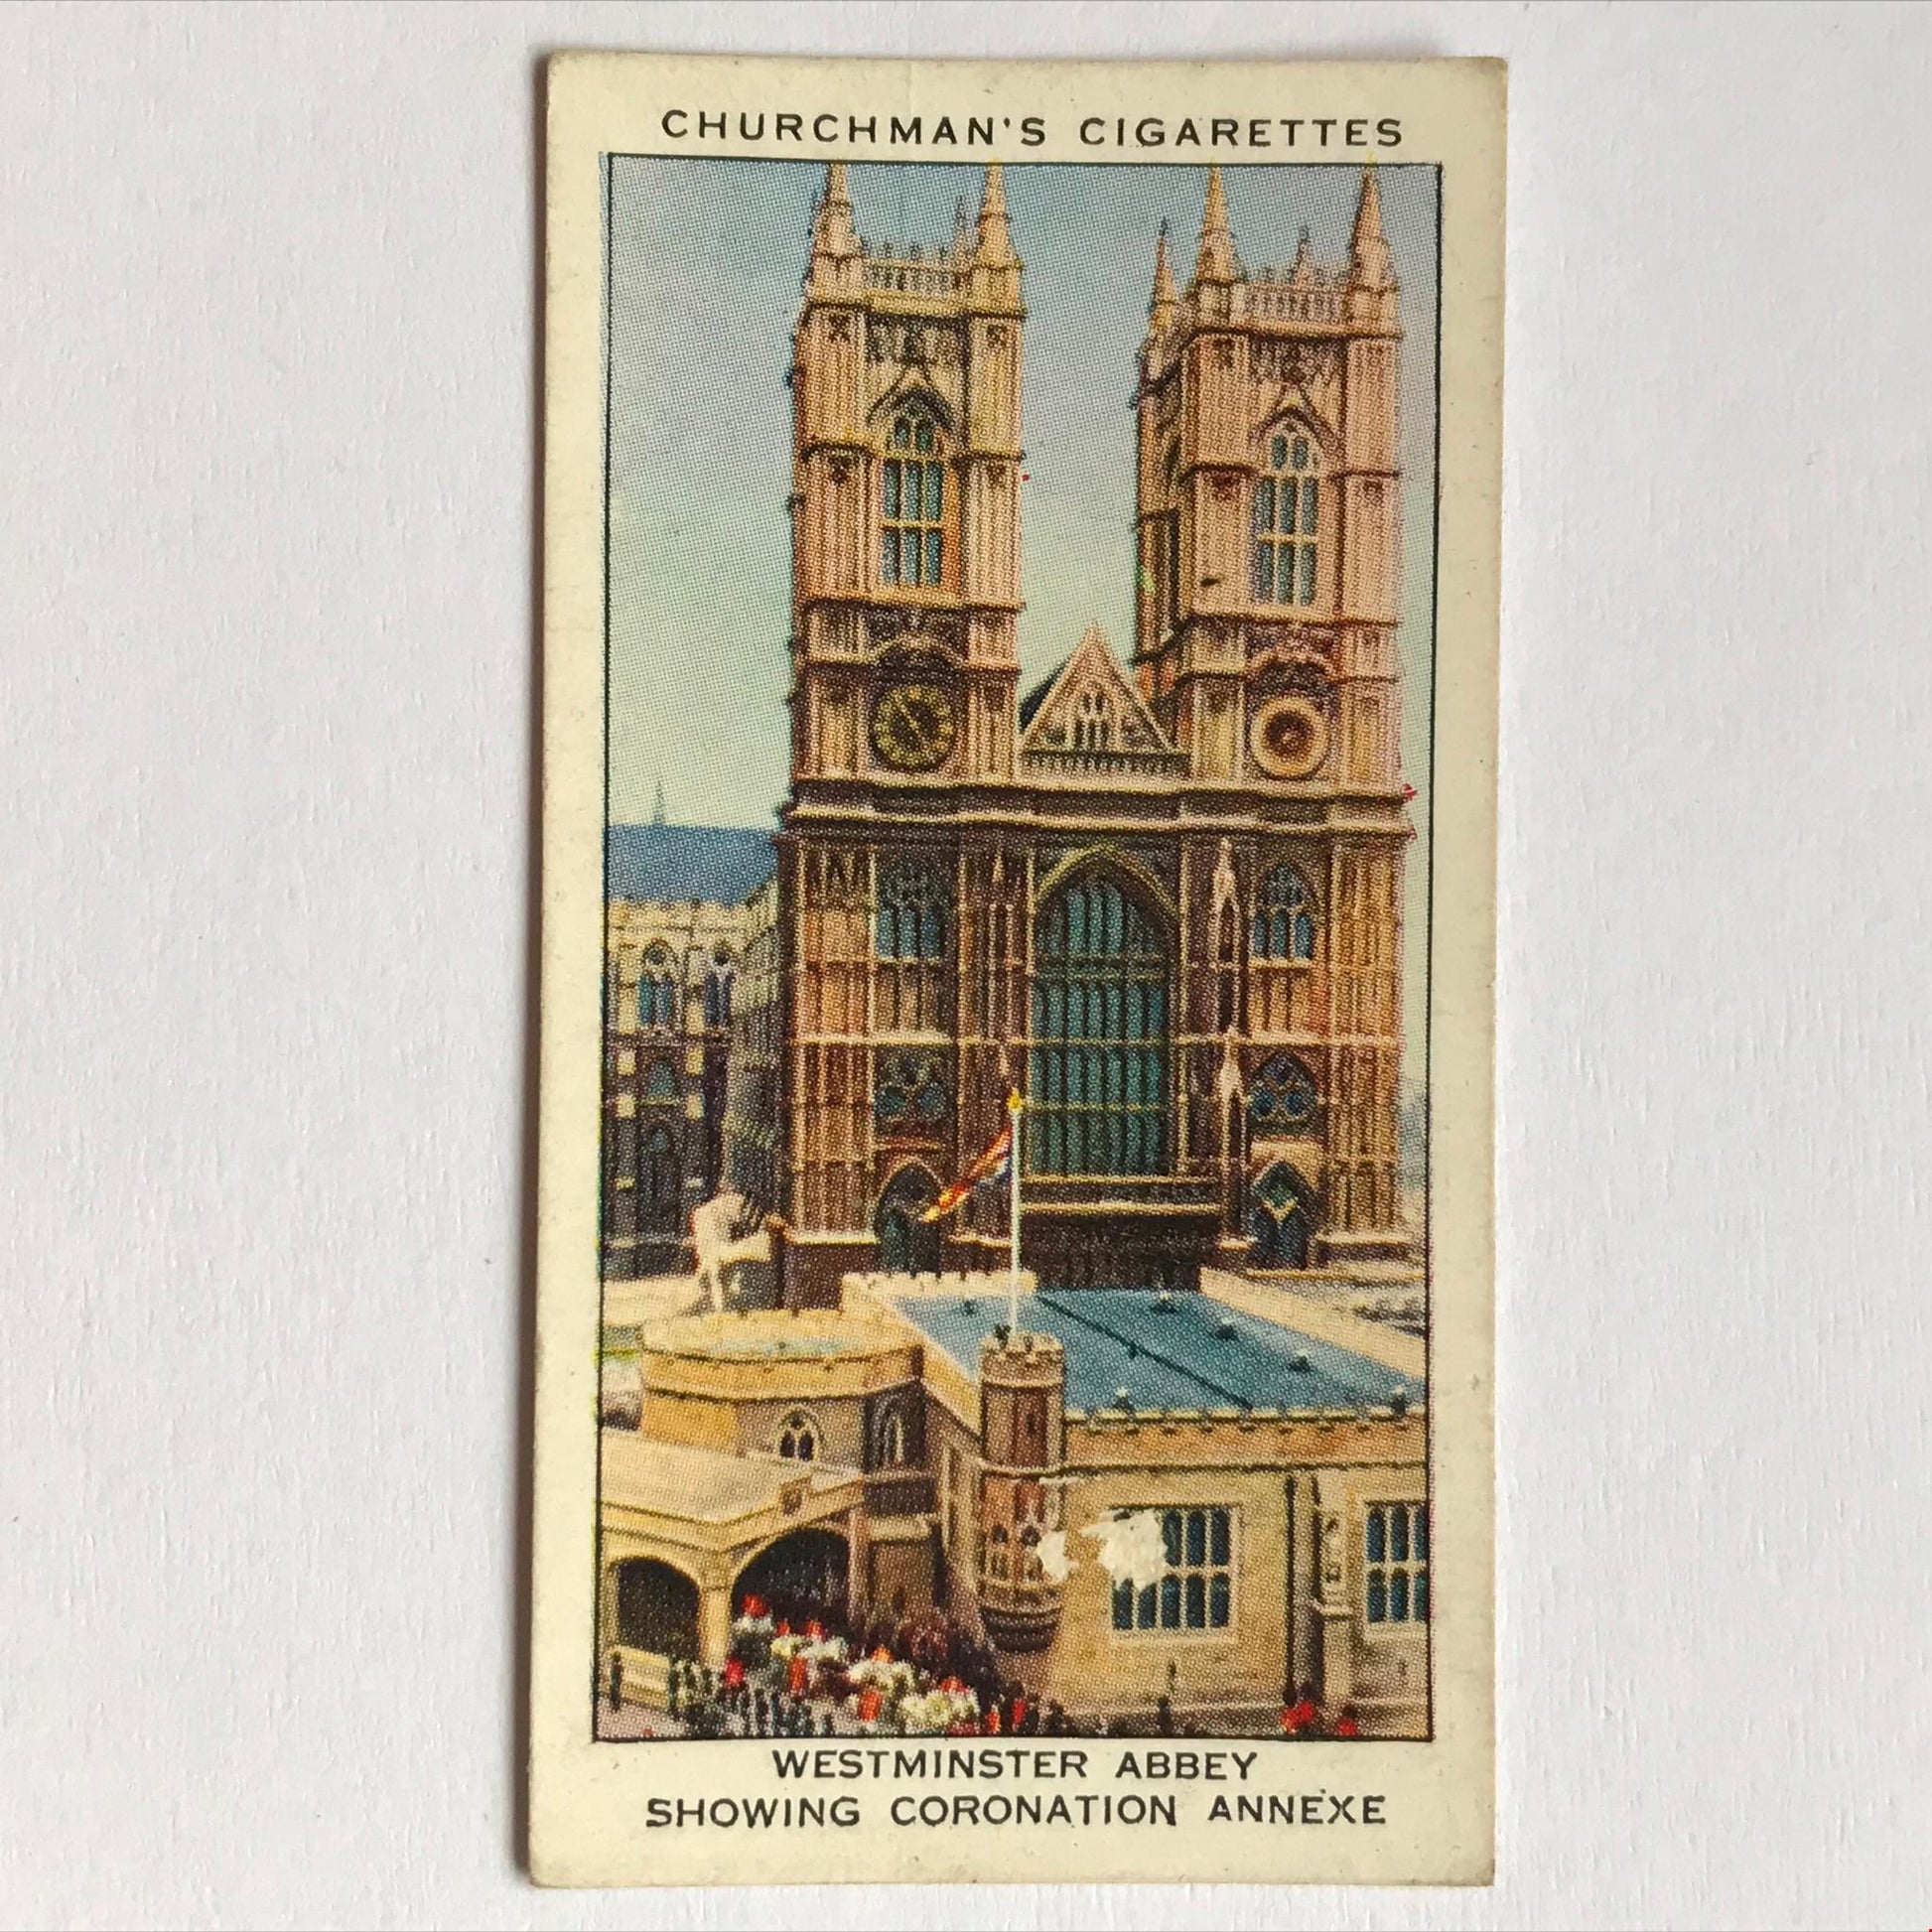 CHURCHMAN'S CIGARETTES
WESTMINSTER ABBEY
SHOWING CORONATION ANNEXE